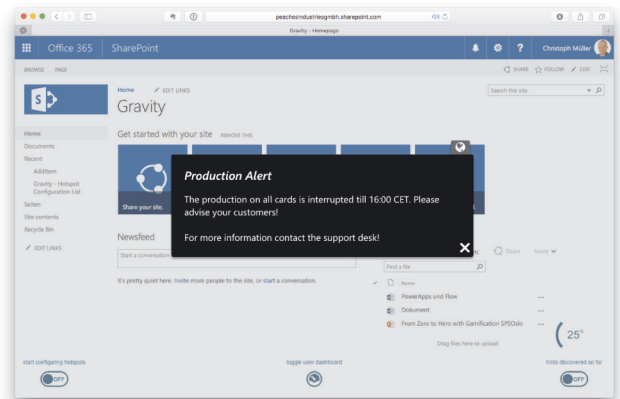 peachesindustriesgmbh.sharepoint.com
Gravity - Homepage
Office 365
SharePoint
?
Christoph Müller
BROWSE PAGE
SHARE FOLLOW EDIT
S
Home EDIT LINKS
Gravity
Search this site
Home
Documents
Recent
AddItem
Gravity - Hotspot
Configuration List
Seiten
Site contents
Recycle Bin
EDIT LINKS
Get started with your site REMOVE THIS
Share your site.
Production Alert
The production on all cards is interrupted till 16:00 CET. Please
advise your customers!
For more information contact the support desk!
Newsfeed
Start a conversation
It's pretty quiet here. Invite more people to the site, or start a conversation.
Share More
Find a file
Name
PowerApps und Flow ...
Dokument ...
From Zero to Hero with Gamification SPSOslo ...
Drag files here to upload
25%
start configuring hotspots
OFF
toggle user dashboard
hints discovered so far
OFF